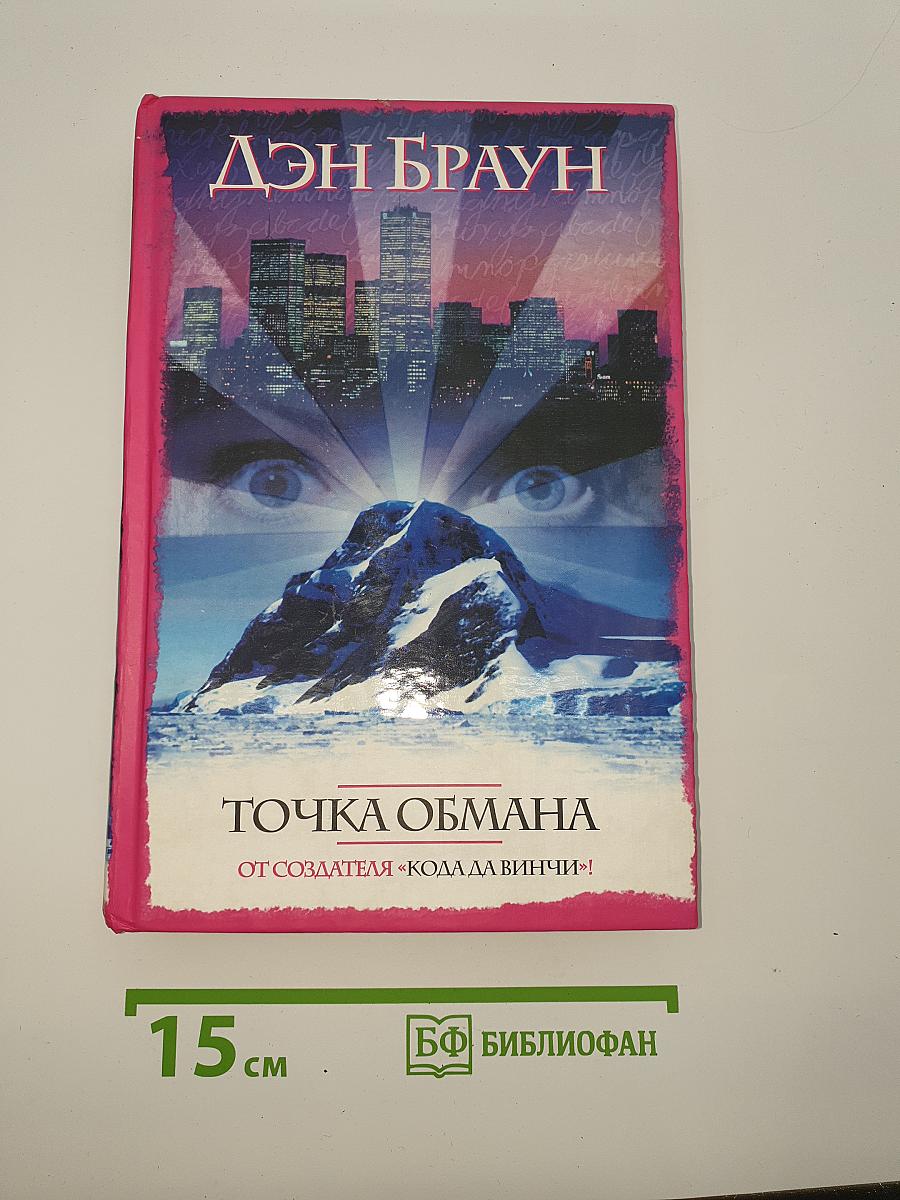 ДЭН БРАУН
ТОЧКА ОБМАНА
ОТ СОЗДАТЕЛЯ «КОДА ДА ВИНЧИ»!
15 см
БФ БИБЛИОФАН